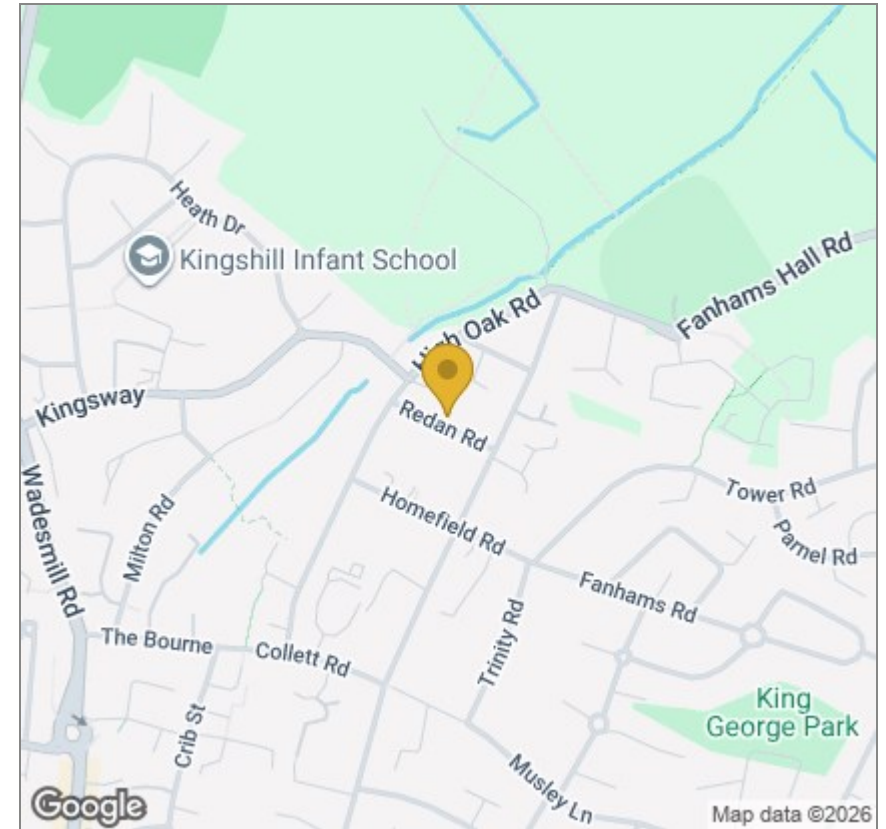 Heath Dr
Kingshill Infant School
Fanhams Hall Rd
High Oak Rd
Kingsway
Redan Rd
Wadesmill Rd
Milton Rd
Homefield Rd
Tower Rd
Parnel Rd
Fanhams Rd
Trinity Rd
The Bourne
Collett Rd
Crib St
King
George Park
Musley Ln
Google
Map data ©2026